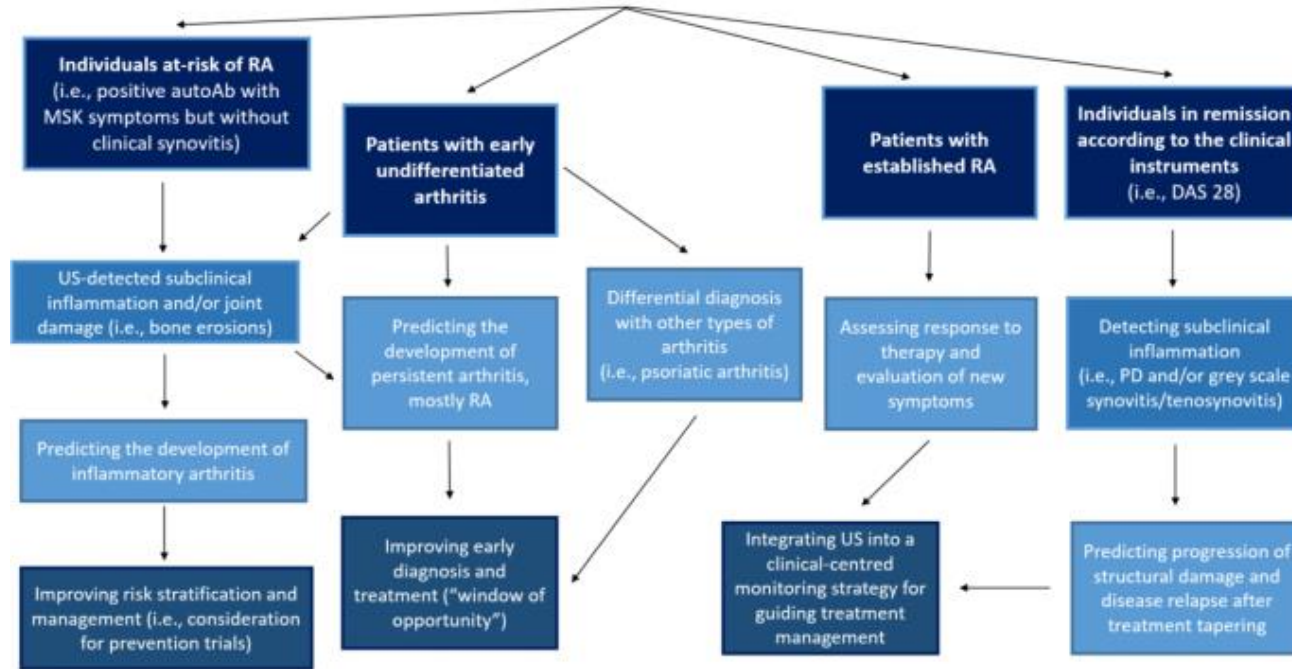 Individuals at-risk of RA
(i.e., positive autoAb with
MSK symptoms but without
clinical synovitis)
Patients with early
undifferentiated
arthritis
Patients with
established RA
Individuals in remission
according to the clinical
instruments
(i.e., DAS 28)
US-detected subclinical
inflammation and/or joint
damage (i.e., bone erosions)
Predicting the
development of
persistent arthritis,
mostly RA
Differential diagnosis
with other types of
arthritis
(i.e., psoriatic arthritis)
Assessing response to
therapy and
evaluation of new
symptoms
Detecting subclinical
inflammation
(i.e., PD and/or grey scale
synovitis/tenosynovitis)
Predicting the development of
inflammatory arthritis
Improving early
diagnosis and
treatment (“window of
opportunity”)
Integrating US into a
clinical-centred
monitoring strategy for
guiding treatment
management
Predicting progression of
structural damage and
disease relapse after
treatment tapering
Improving risk stratification and
management (i.e., consideration
for prevention trials)